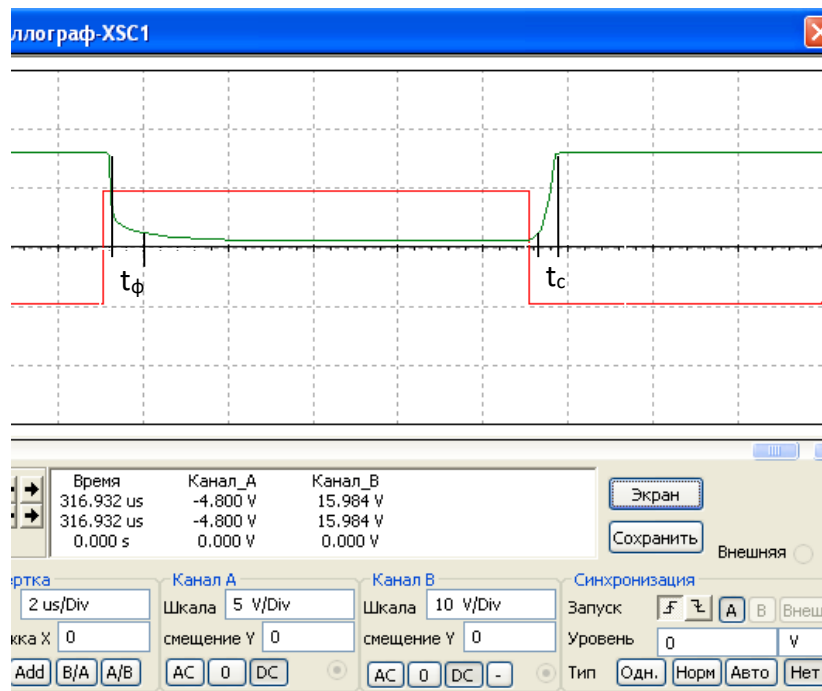 ллограф-XSC1
tф
tс
Время Канал_А Канал_В
316.932 us -4.800 V 15.984 V
316.932 us -4.800 V 15.984 V
0.000 s 0.000 V 0.000 V
Экран
Сохранить
Внешняя
ертка Канал А Канал В Синхронизация
2 us/Div Шкала 5 V/Div Шкала 10 V/Div Запуск A B Внеш
жка X 0 смещение Y 0 смещение Y 0 Уровень 0 V
Add B/A A/B AC 0 DC AC 0 DC - Тип Одн. Норм Авто Нет